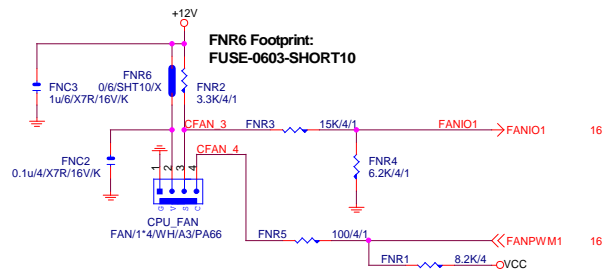 +12V
FNR6 Footprint:
FUSE-0603-SHORT10
FNC3
1u/6/X7R/16V/K
FNR6
0/6/SHT10/X
FNR2
3.3K/4/1
CFAN_3
FNR3
15K/4/1
FANIO1
16
FNC2
0.1u/4/X7R/16V/K
CFAN_4
FNR4
6.2K/4/1
1
2
3
4
G
V
S
C
CPU_FAN
FAN/1*4/WH/A3/PA66
FNR5
100/4/1
FANPWM1
16
FNR1
8.2K/4
VCC